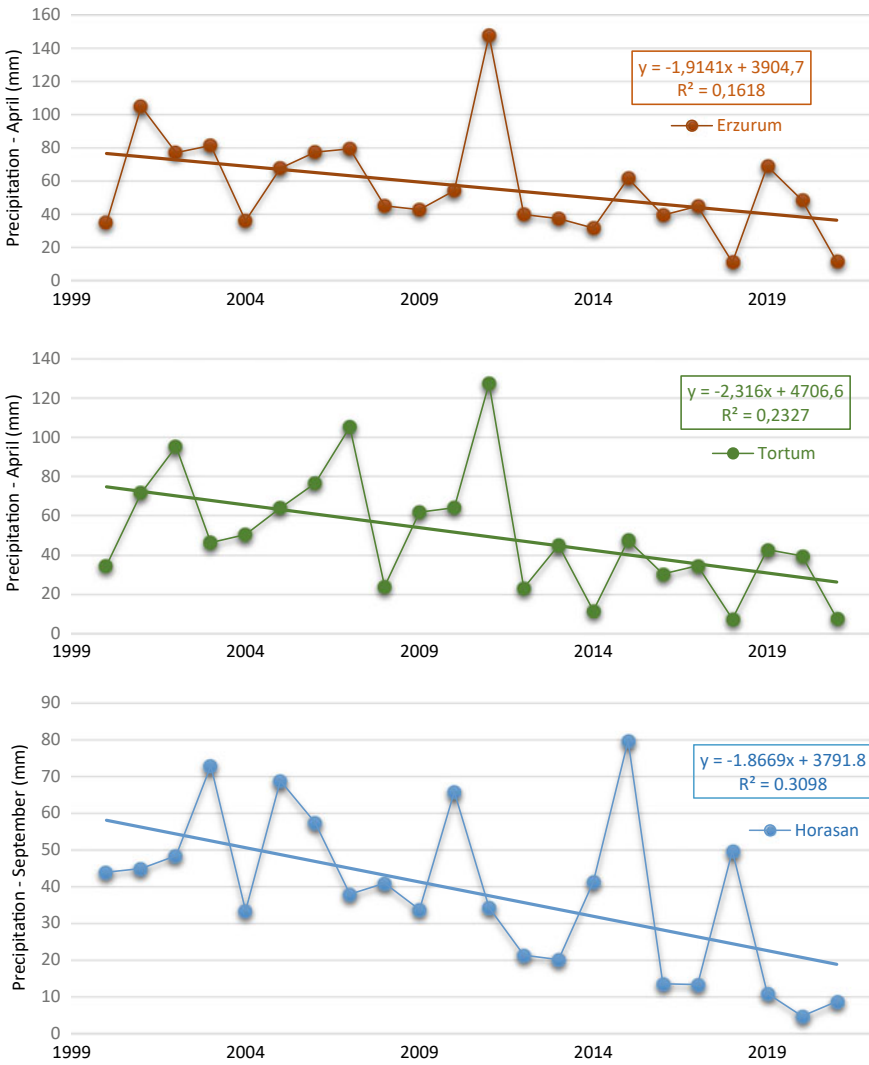 160
140
120
100
80
60
40
20
0
Precipitation - April (mm)
y = -1,9141x + 3904,7
R² = 0,1618
Erzurum
1999 2004 2009 2014 2019
140
120
100
80
60
40
20
0
Precipitation - April (mm)
y = -2,316x + 4706,6
R² = 0,2327
Tortum
1999 2004 2009 2014 2019
90
80
70
60
50
40
30
20
10
0
Precipitation - September (mm)
y = -1.8669x + 3791.8
R² = 0.3098
Horasan
1999 2004 2009 2014 2019